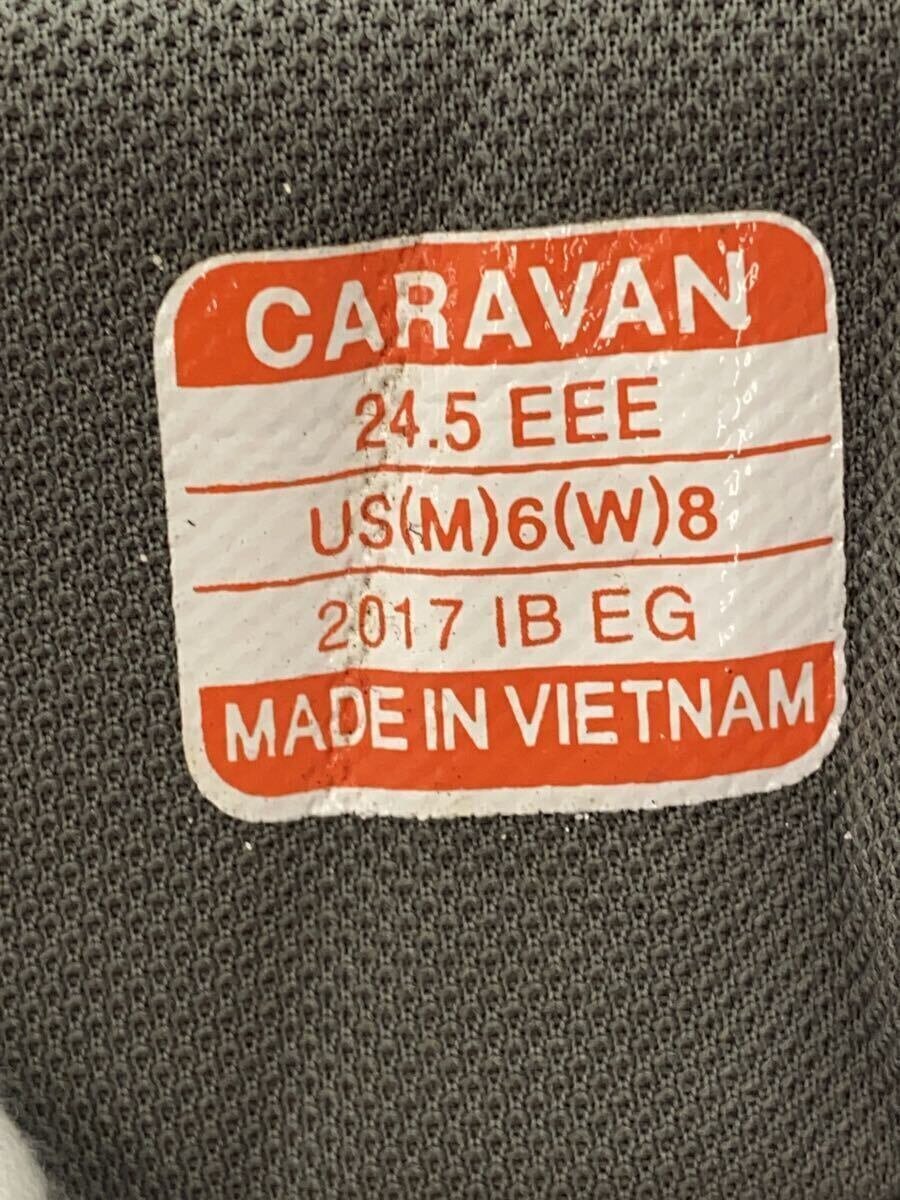 CARAVAN
24.5 EEE
US(M)6(W)8
2017 IB EG
MADE IN VIETNAM